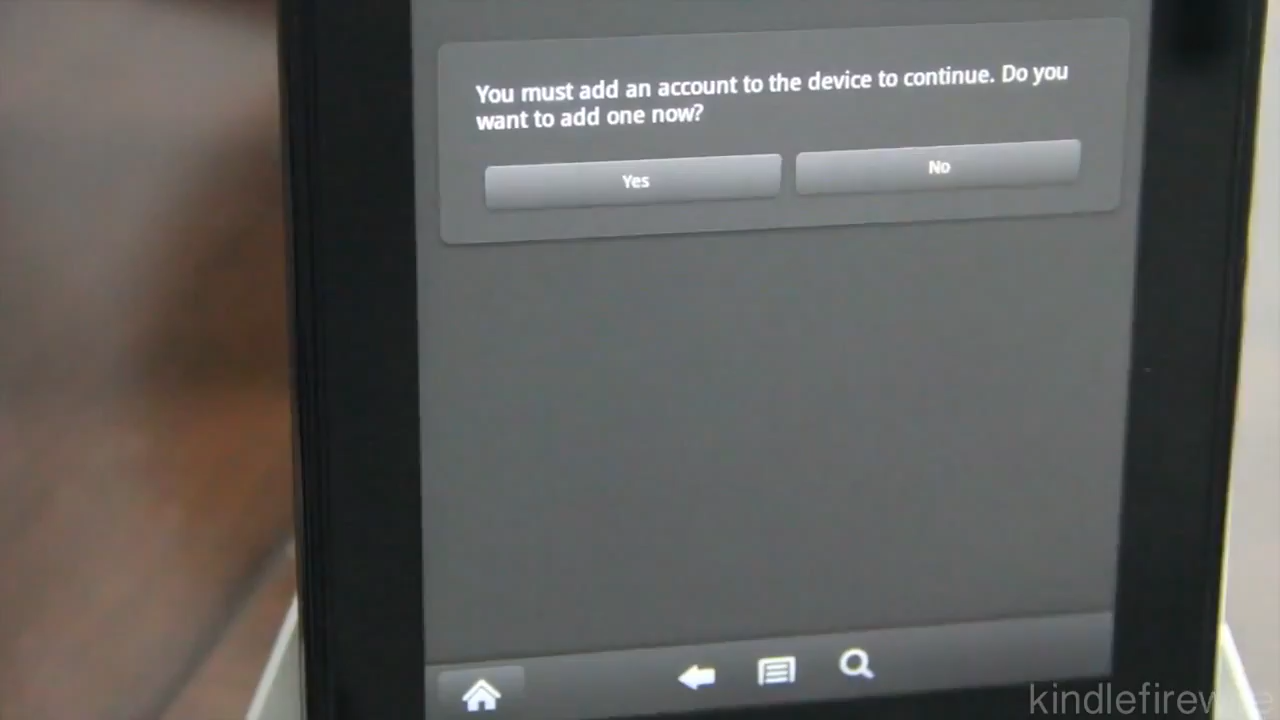 You must add an account to the device to continue. Do you
want to add one now?
Yes
No